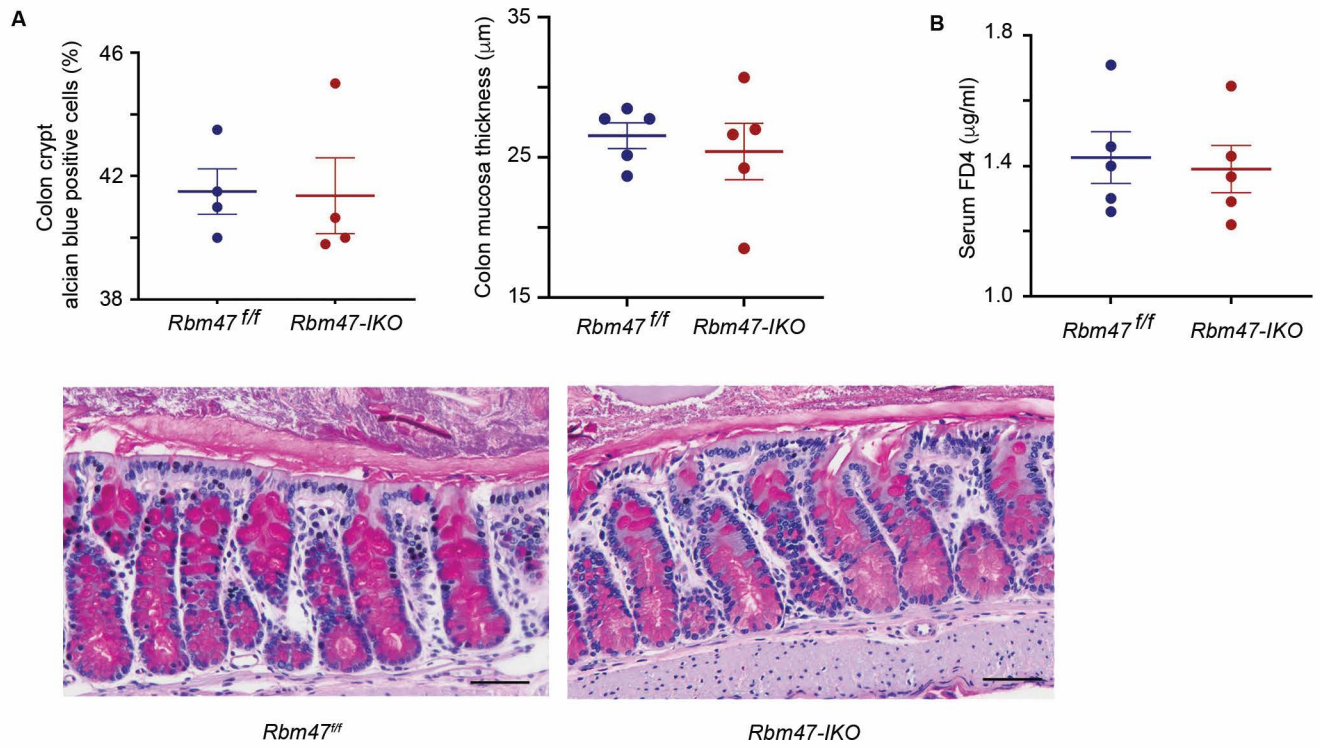 A
Colon crypt
alcian blue positive cells (%)
46
42
38
Rbm47 f/f
Rbm47-IKO
Colon mucosa thickness (μm)
35
25
15
Rbm47 f/f
Rbm47-IKO
B
Serum FD4 (μg/ml)
1.8
1.4
1.0
Rbm47 f/f
Rbm47-IKO
Rbm47f/f
Rbm47-IKO